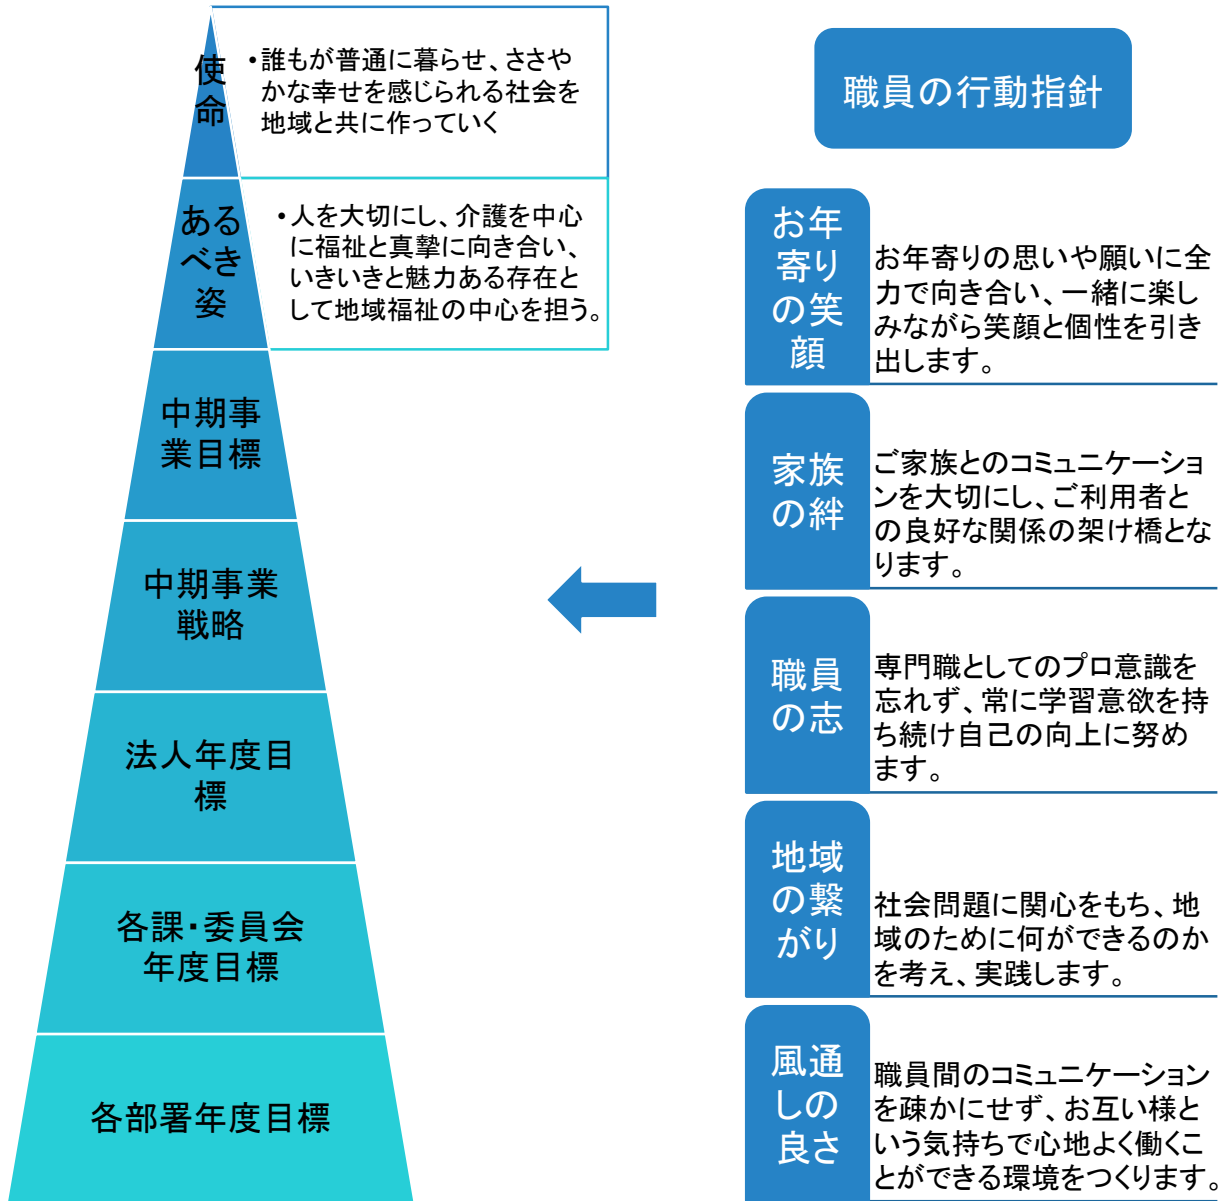 使
命
・誰もが普通に暮らせ、ささや
かな幸せを感じられる社会を
地域と共に作っていく
ある
べき
姿
・人を大切にし、介護を中心
に福祉と真摯に向き合い、
いきいきと魅力ある存在と
して地域福祉の中心を担う。
中期事
業目標
中期事業
戦略
法人年度目
標
各課・委員会
年度目標
各部署年度目標
職員の行動指針
お年
寄り
の笑
顔
お年寄りの思いや願いに全
力で向き合い、一緒に楽し
みながら笑顔と個性を引き
出します。
家族
の絆
ご家族とのコミュニケーショ
ンを大切にし、ご利用者と
の良好な関係の架け橋とな
ります。
職員
の志
専門職としてのプロ意識を
忘れず、常に学習意欲を持
ち続け自己の向上に努め
ます。
地域
の繋
がり
社会問題に関心をもち、地
域のために何ができるのか
を考え、実践します。
風通
しの
良さ
職員間のコミュニケーション
を疎かにせず、お互い様と
いう気持ちで心地よく働くこ
とができる環境をつくります。